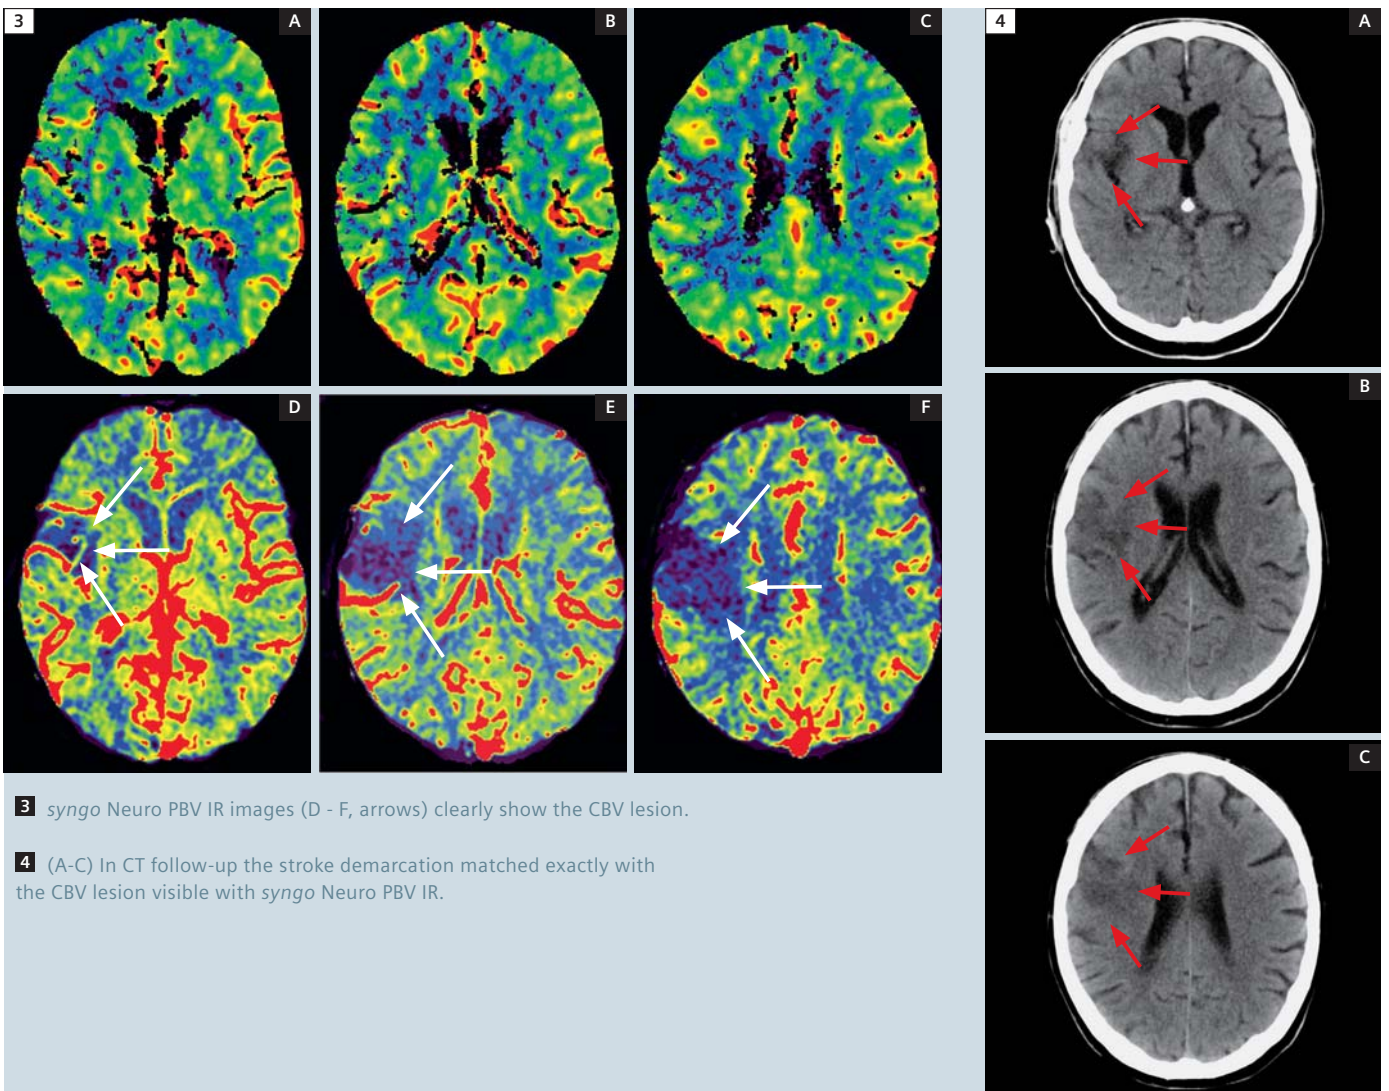 3
A
B
C
D
E
F
4
A
B
C
3 syngo Neuro PBV IR images (D - F, arrows) clearly show the CBV lesion.
4 (A-C) In CT follow-up the stroke demarcation matched exactly with
the CBV lesion visible with syngo Neuro PBV IR.